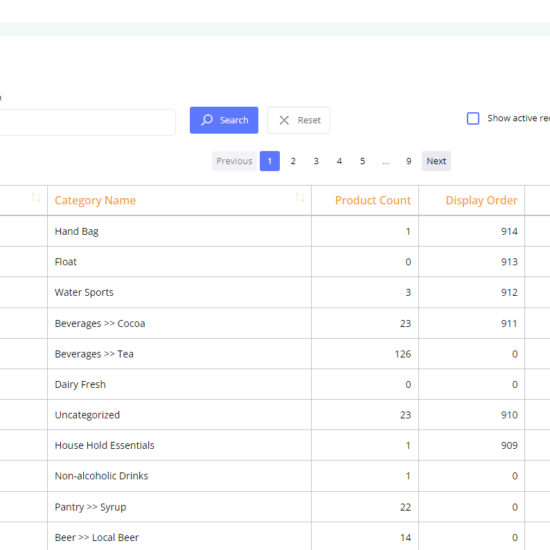 Search Reset Show active
Previous 1 2 3 4 5 ... 9 Next
Category Name Product Count Display Order
Hand Bag 1 914
Float 0 913
Water Sports 3 912
Beverages >> Cocoa 23 911
Beverages >> Tea 126 0
Dairy Fresh 0 0
Uncategorized 23 910
House Hold Essentials 1 909
Non-alcoholic Drinks 1 0
Pantry >> Syrup 22 0
Beer >> Local Beer 14 0